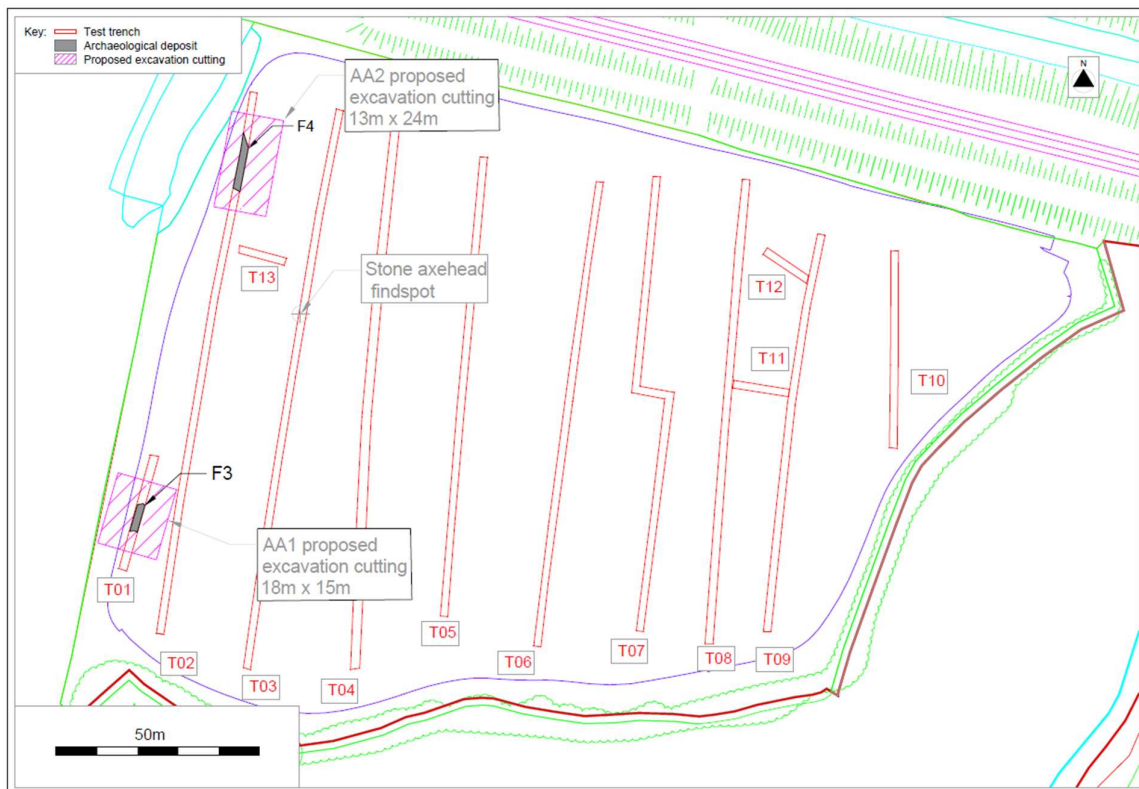 Key:
Test trench
Archaeological deposit
Proposed excavation cutting
N
AA2 proposed
excavation cutting
13m x 24m
F4
T13
Stone axehead
findspot
T12
T11
T10
F3
AA1 proposed
excavation cutting
18m x 15m
T01
T02
T03
T04
T05
T06
T07
T08
T09
50m